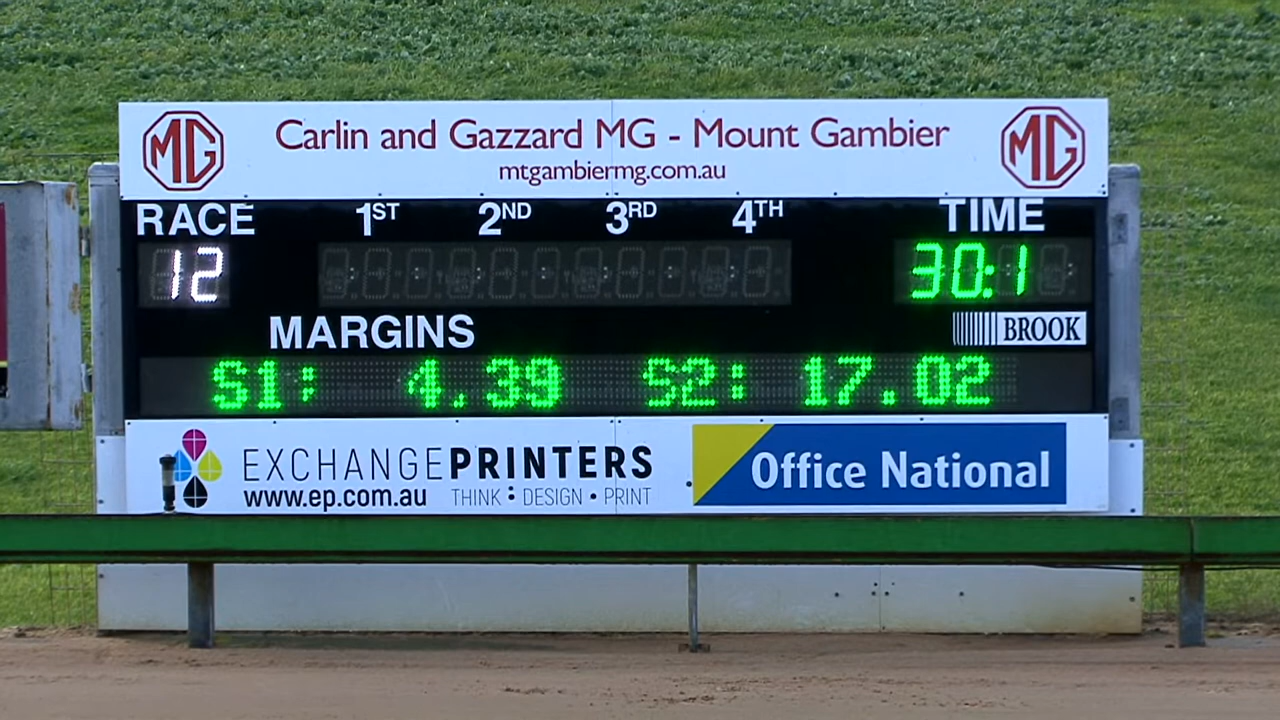 MG Carlin and Gazzard MG - Mount Gambier MG
mtgambiermg.com.au
RACE 1ST 2ND 3RD 4TH TIME
12 30:1
MARGINS BROOK
S1: 4.39 S2: 17.02
EXCHANGEPRINTERS
www.ep.com.au THINK : DESIGN • PRINT
Office National